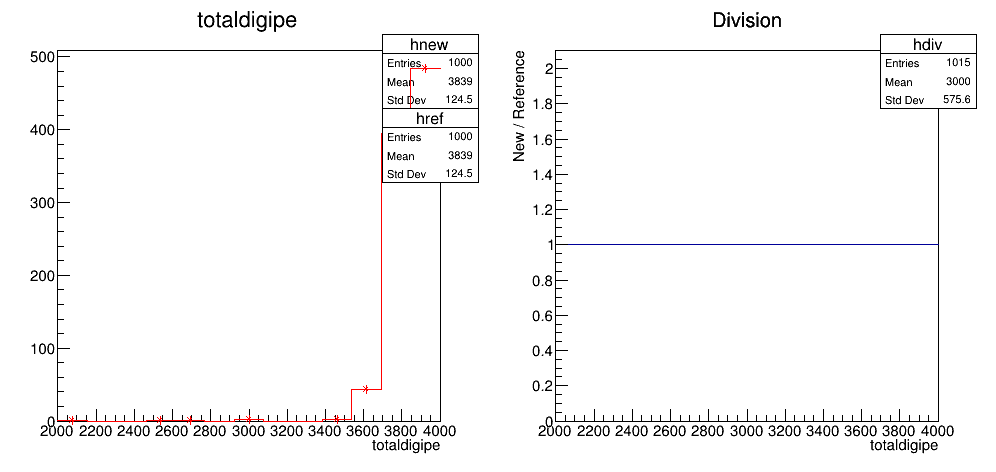 totaldigipe
hnew
Entries 1000
Mean 3839
Std Dev 124.5
href
Entries 1000
Mean 3839
Std Dev 124.5
500
400
300
200
100
0
2000 2200 2400 2600 2800 3000 3200 3400 3600 3800 4000
totaldigipe
Division
hdiv
Entries 1015
Mean 3000
Std Dev 575.6
New / Reference
2
1.8
1.6
1.4
1.2
1
0.8
0.6
0.4
0.2
0
2000 2200 2400 2600 2800 3000 3200 3400 3600 3800 4000
totaldigipe